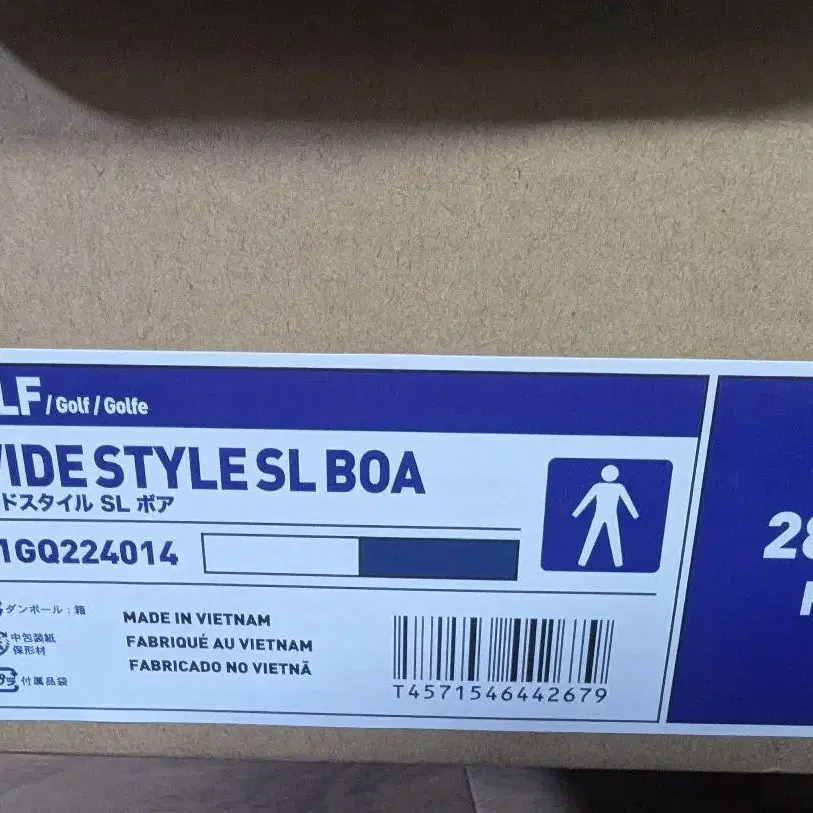 LF / Golf / Golfe
IDE STYLE SL BOA
ドスタイル SL ボア
1GQ224014
28
ダンボール：箱
中包装紙
保形材
付属品袋
MADE IN VIETNAM
FABRIQUÉ AU VIETNAM
FABRICADO NO VIETNÃ
T4571546442679